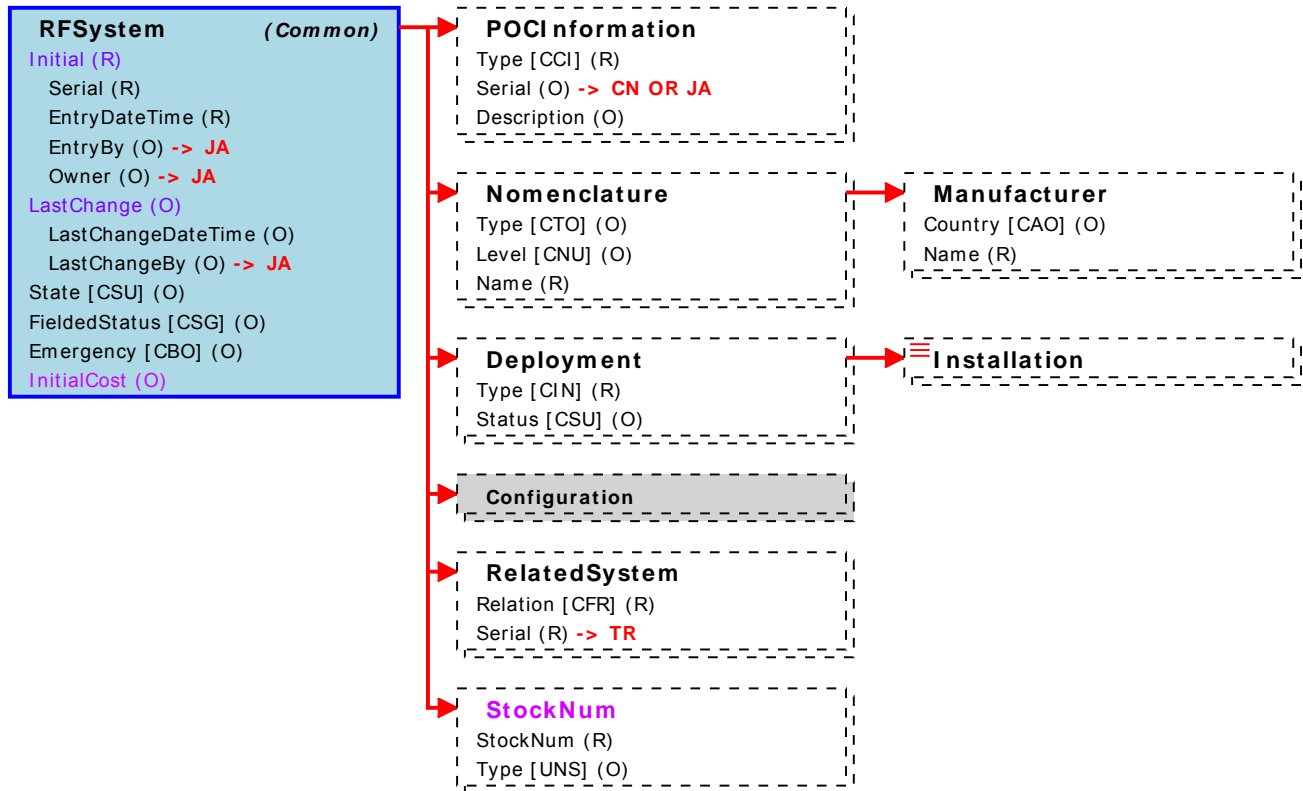 RFSystem (Common)
Initial (R)
Serial (R)
EntryDateTime (R)
EntryBy (O) -> JA
Owner (O) -> JA
LastChange (O)
LastChangeDateTime (O)
LastChangeBy (O) -> JA
State [CSU] (O)
FieldedStatus [CSG] (O)
Emergency [CBO] (O)
InitialCost (O)
POCInformation
Type [CCI] (R)
Serial (O) -> CN OR JA
Description (O)
Nomenclature
Type [CTO] (O)
Level [CNU] (O)
Name (R)
Manufacturer
Country [CAO] (O)
Name (R)
Deployment
Type [CIN] (R)
Status [CSU] (O)
Installation
Configuration
RelatedSystem
Relation [CFR] (R)
Serial (R) -> TR
StockNum
StockNum (R)
Type [UNS] (O)